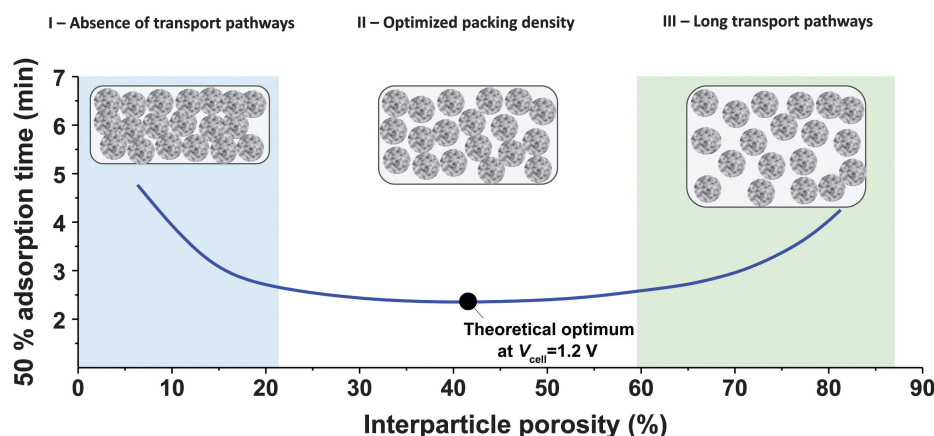 I – Absence of transport pathways
II – Optimized packing density
III – Long transport pathways
50 % adsorption time (min)
7
6
5
4
3
2
Theoretical optimum
at Vcell=1.2 V
0 10 20 30 40 50 60 70 80 90
Interparticle porosity (%)